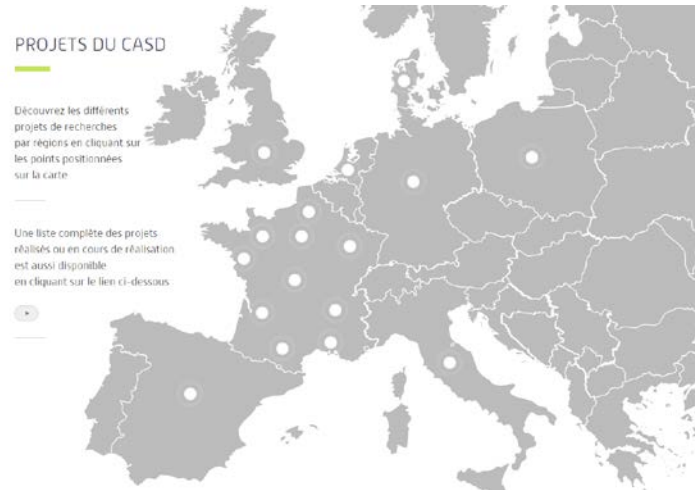 PROJETS DU CASD
Découvrez les différents
projets de recherches
par régions en cliquant sur
les points positionnées
sur la carte
Une liste complète des projets
réalisés ou en cours de réalisation
est aussi disponible
en cliquant sur le lien ci-dessous